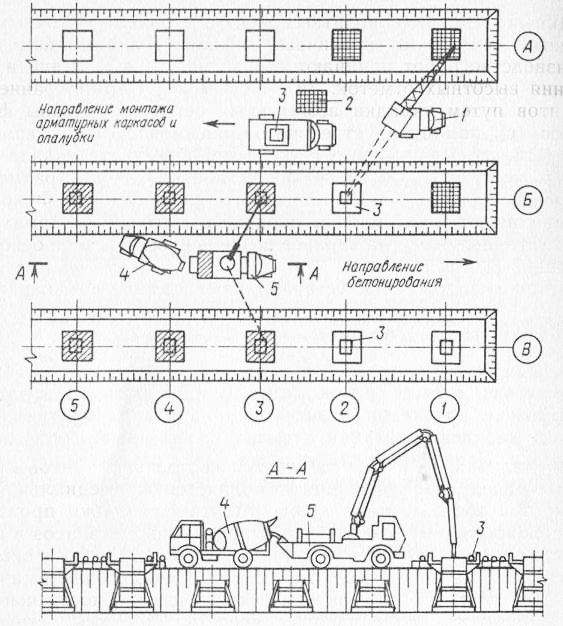 А
3
2
Направление монтажа
арматурных каркасов и
опалубки
3
Б
4
А
А
5
Направление
бетонирования
3
В
5
4
3
2
1
А – А
4
5
3